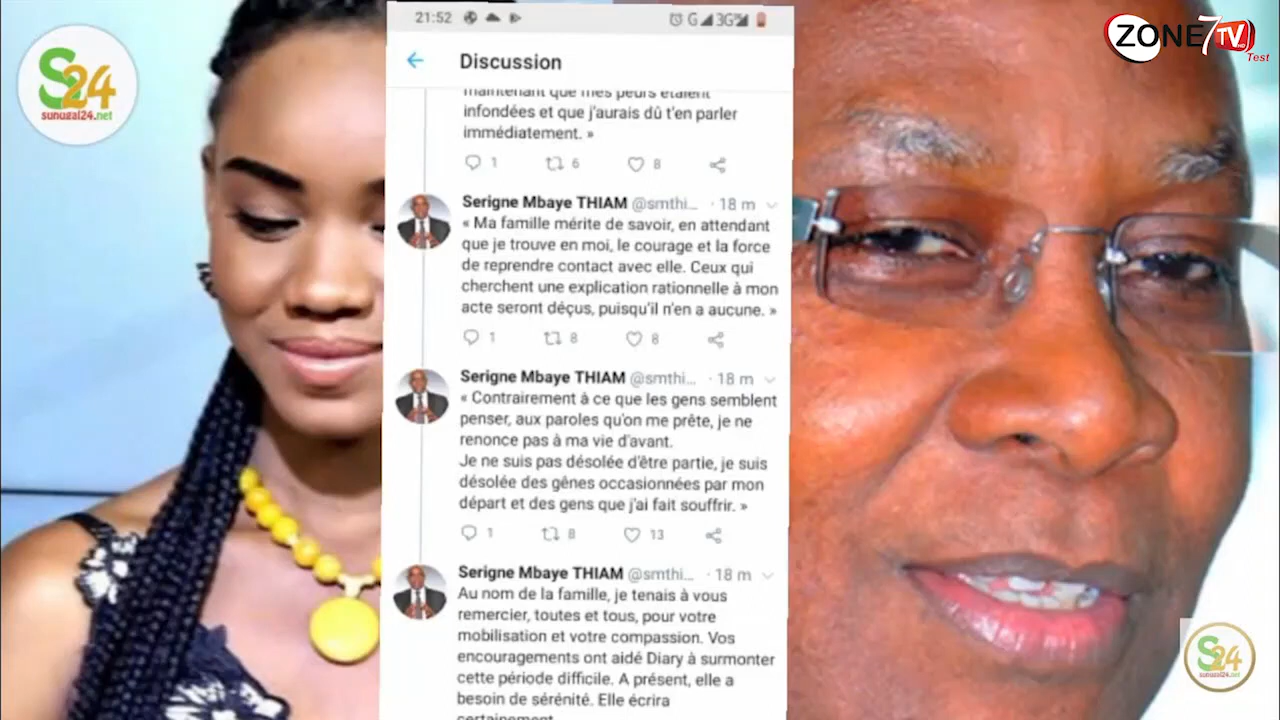 S24
sunugal24.net
ZONE7TV
Test
21:52
G 3G
Discussion
maintenant que mes peurs étaient
infondées et que j'aurais dû t'en parler
immédiatement. »
1 6 8
Serigne Mbaye THIAM @smthi... · 18 m
« Ma famille mérite de savoir, en attendant
que je trouve en moi, le courage et la force
de reprendre contact avec elle. Ceux qui
cherchent une explication rationnelle à mon
acte seront déçus, puisqu'il n'en a aucune. »
1 8 8
Serigne Mbaye THIAM @smthi... · 18 m
« Contrairement à ce que les gens semblent
penser, aux paroles qu'on me prête, je ne
renonce pas à ma vie d'avant.
Je ne suis pas désolée d'être partie, je suis
désolée des gênes occasionnées par mon
départ et des gens que j'ai fait souffrir. »
1 8 13
Serigne Mbaye THIAM @smthi... · 18 m
Au nom de la famille, je tenais à vous
remercier, toutes et tous, pour votre
mobilisation et votre compassion. Vos
encouragements ont aidé Diary à surmonter
cette période difficile. A présent, elle a
besoin de sérénité. Elle écrira
certainement
S24
sunugal24.net